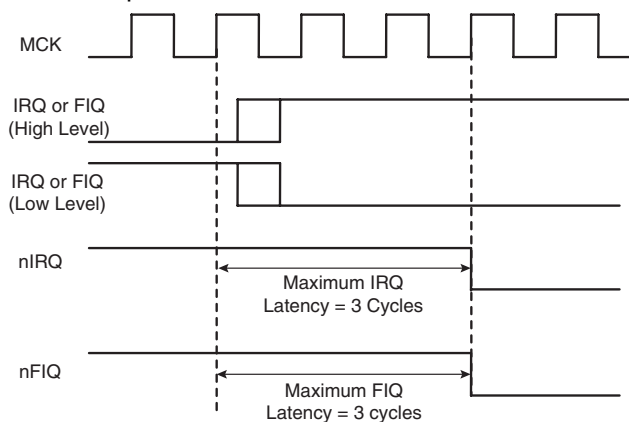 MCK
IRQ or FIQ
(High Level)
IRQ or FIQ
(Low Level)
nIRQ
Maximum IRQ
Latency = 3 Cycles
nFIQ
Maximum FIQ
Latency = 3 cycles